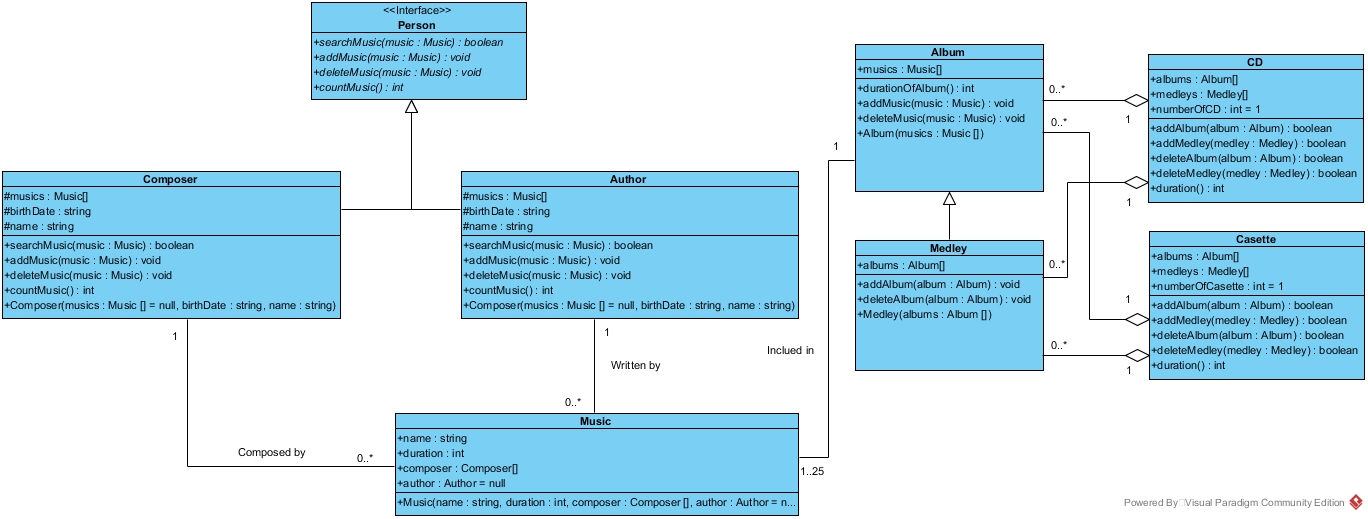 <<Interface>>
Person
+searchMusic(music : Music) : boolean
+addMusic(music : Music) : void
+deleteMusic(music : Music) : void
+countMusic() : int
Composer
#musics : Music[]
#birthDate : string
#name : string
+searchMusic(music : Music) : boolean
+addMusic(music : Music) : void
+deleteMusic(music : Music) : void
+countMusic() : int
+Composer(musics : Music [] = null, birthDate : string, name : string)
Author
#musics : Music[]
#birthDate : string
#name : string
+searchMusic(music : Music) : boolean
+addMusic(music : Music) : void
+deleteMusic(music : Music) : void
+countMusic() : int
+Composer(musics : Music [] = null, birthDate : string, name : string)
1
Composed by
0..*
1
Written by
0..*
Music
+name : string
+duration : int
+composer : Composer[]
+author : Author = null
+Music(name : string, duration : int, composer : Composer [], author : Author = n...
1
Inclued in
1..25
Album
+musics : Music[]
+durationOfAlbum() : int
+addMusic(music : Music) : void
+deleteMusic(music : Music) : void
+Album(musics : Music [])
Medley
+albums : Album[]
+addAlbum(album : Album) : void
+deleteAlbum(album : Album) : void
+Medley(albums : Album [])
0..*
1
0..*
1
0..*
1
0..*
1
CD
+albums : Album[]
+medleys : Medley[]
+numberOfCD : int = 1
+addAlbum(album : Album) : boolean
+addMedley(medley : Medley) : boolean
+deleteAlbum(album : Album) : boolean
+deleteMedley(medley : Medley) : boolean
+duration() : int
Casette
+albums : Album[]
+medleys : Medley[]
+numberOfCasette : int = 1
+addAlbum(album : Album) : boolean
+addMedley(medley : Medley) : boolean
+deleteAlbum(album : Album) : boolean
+deleteMedley(medley : Medley) : boolean
+duration() : int
Powered By Visual Paradigm Community Edition